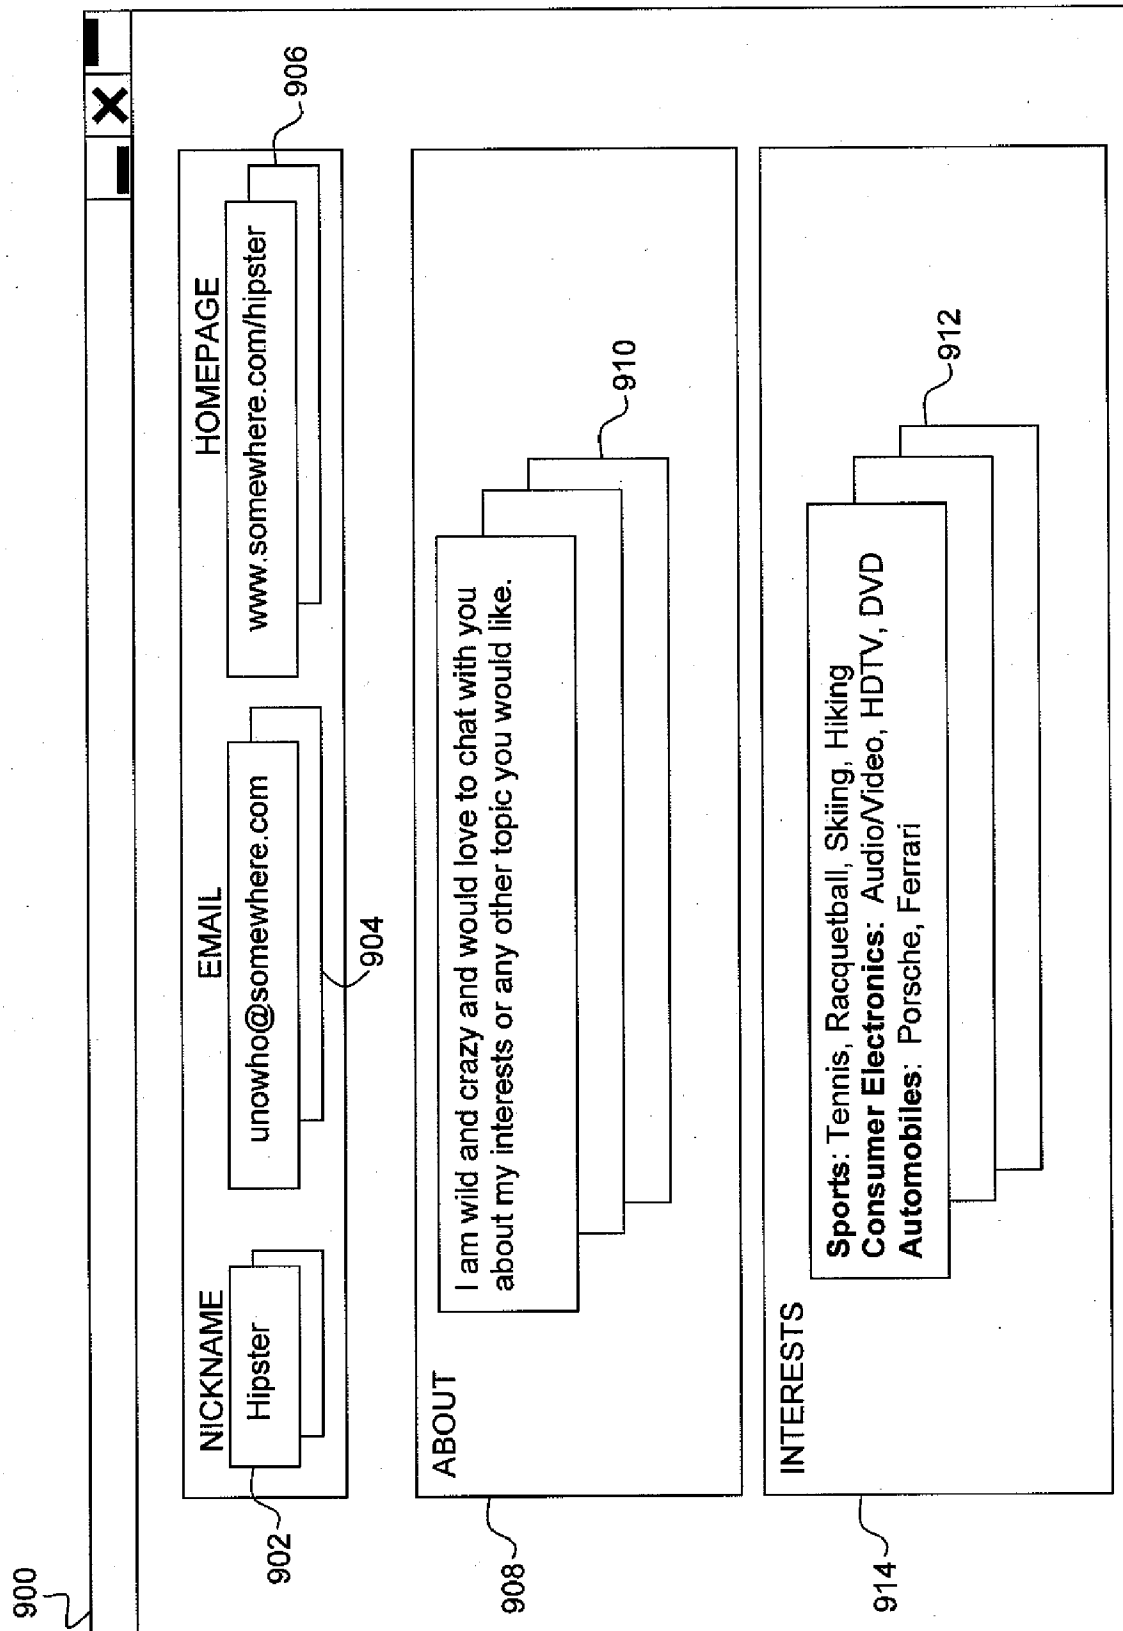 900
NICKNAME
EMAIL
HOMEPAGE
902
Hipster
unowho@somewhere.com
www.somewhere.com/hipster
906
904
908
ABOUT
I am wild and crazy and would love to chat with you
about my interests or any other topic you would like.
910
914
INTERESTS
Sports: Tennis, Racquetball, Skiing, Hiking
Consumer Electronics: Audio/Video, HDTV, DVD
Automobiles: Porsche, Ferrari
912